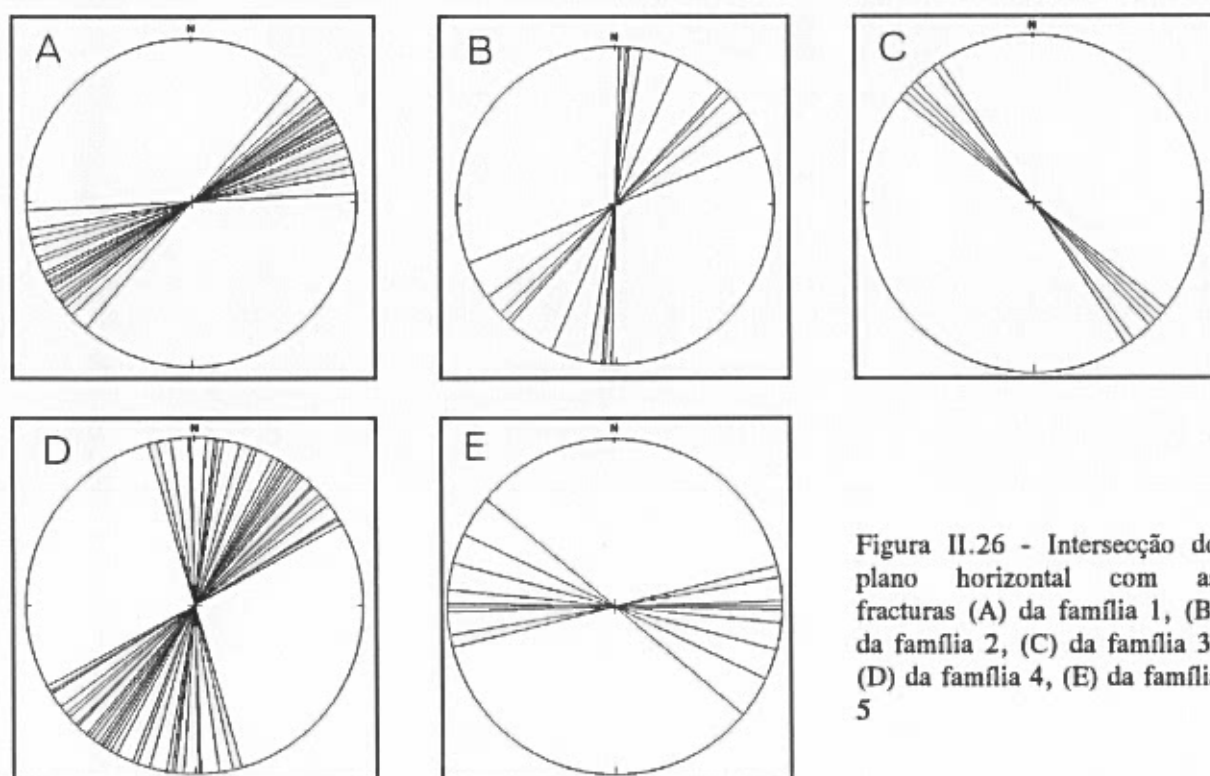 A
N
B
N
C
N
D
N
E
N
Figura II.26 - Intersecção do
plano horizontal com as
fracturas (A) da família 1, (B)
da família 2, (C) da família 3,
(D) da família 4, (E) da família
5